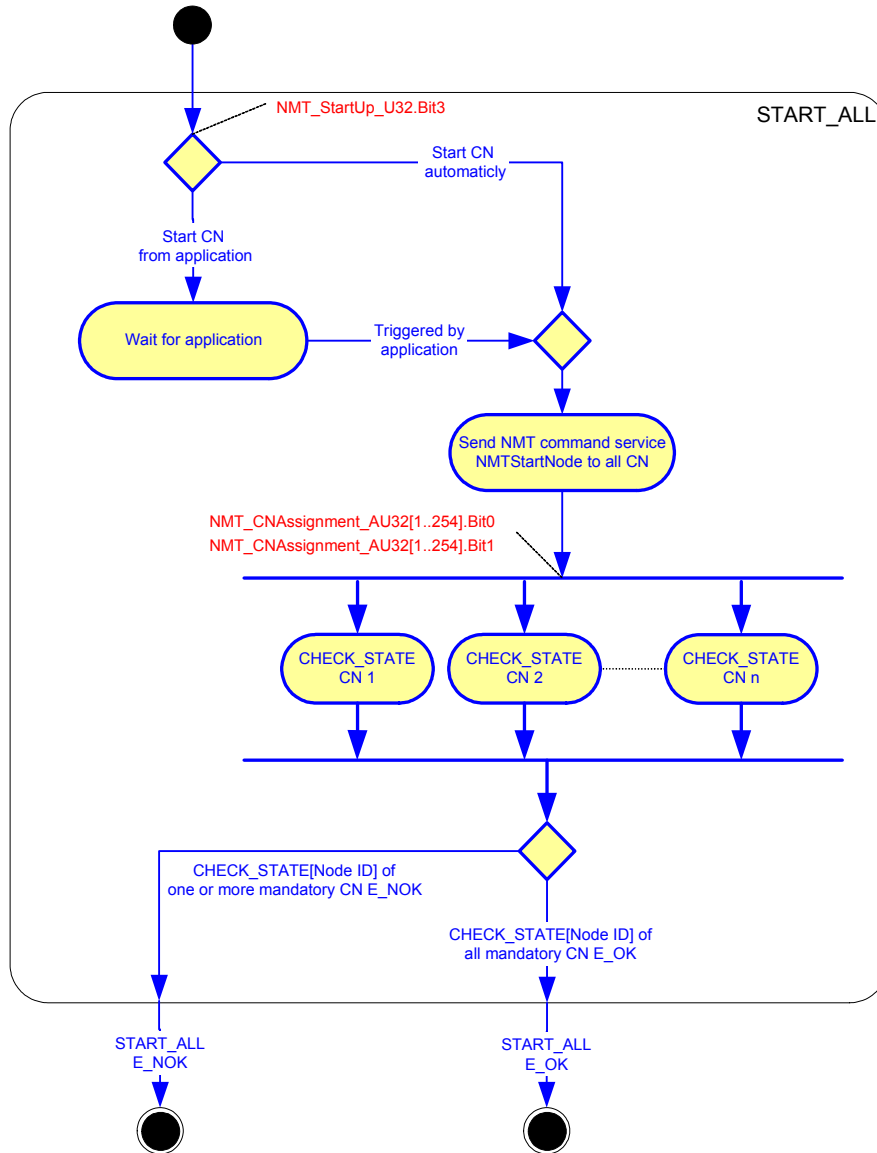 NMT_StartUp_U32.Bit3
START_ALL
Start CN
automaticly
Start CN
from application
Wait for application
Triggered by
application
Send NMT command service
NMTStartNode to all CN
NMT_CNAssignment_AU32[1..254].Bit0
NMT_CNAssignment_AU32[1..254].Bit1
CHECK_STATE
CN 1
CHECK_STATE
CN 2
CHECK_STATE
CN n
CHECK_STATE[Node ID] of
one or more mandatory CN E_NOK
CHECK_STATE[Node ID] of
all mandatory CN E_OK
START_ALL
E_NOK
START_ALL
E_OK